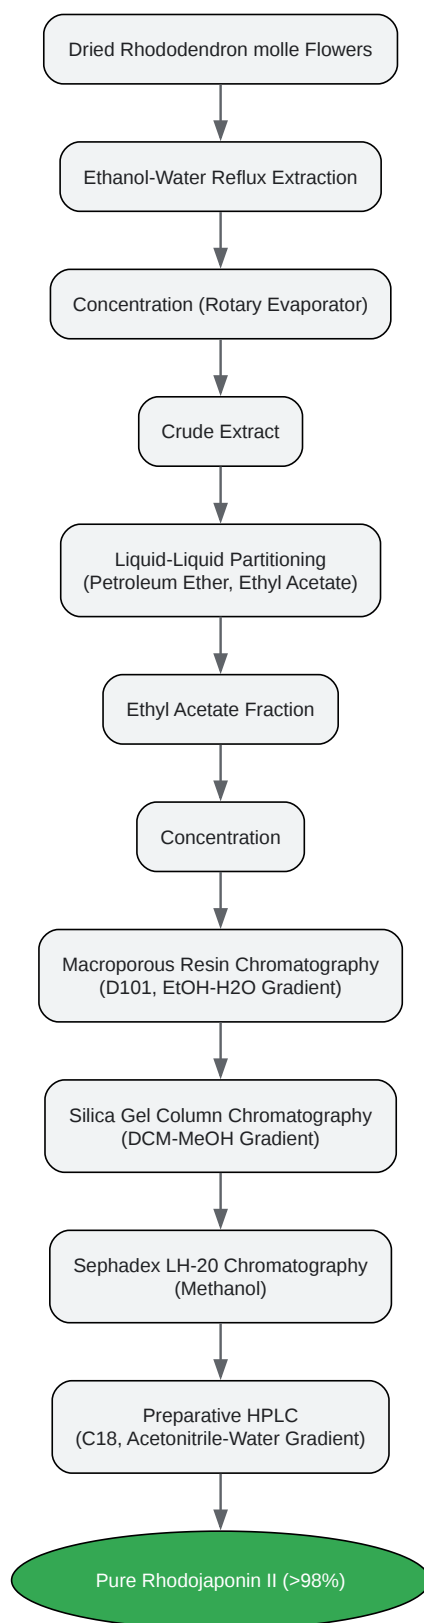 Dried Rhododendron molle Flowers
Ethanol-Water Reflux Extraction
Concentration (Rotary Evaporator)
Crude Extract
Liquid-Liquid Partitioning
(Petroleum Ether, Ethyl Acetate)
Ethyl Acetate Fraction
Concentration
Macroporous Resin Chromatography
(D101, EtOH-H2O Gradient)
Silica Gel Column Chromatography
(DCM-MeOH Gradient)
Sephadex LH-20 Chromatography
(Methanol)
Preparative HPLC
(C18, Acetonitrile-Water Gradient)
Pure Rhodojaponin II (>98%)